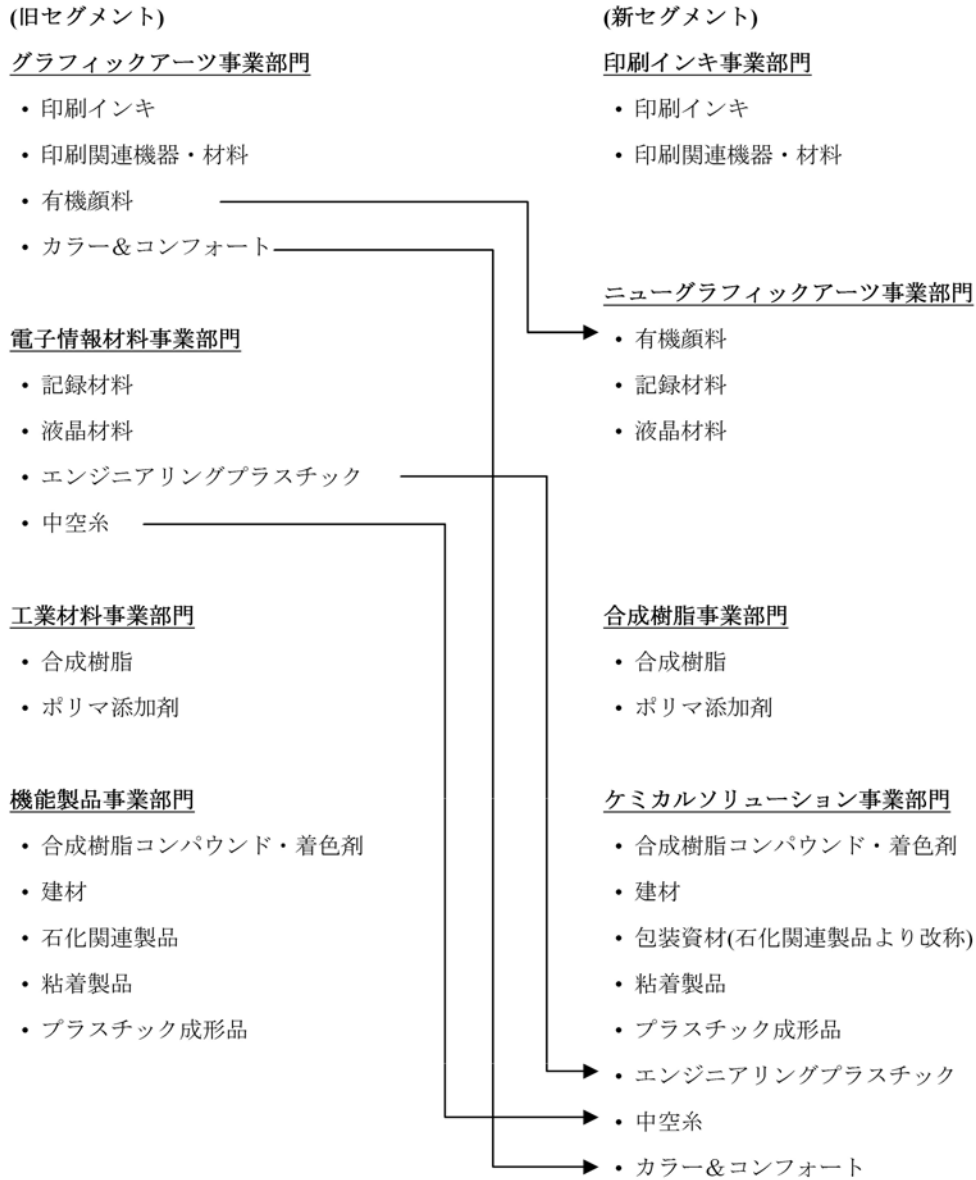 (旧セグメント)
グラフィックアーツ事業部門
• 印刷インキ
• 印刷関連機器・材料
• 有機顔料
• カラー＆コンフォート
電子情報材料事業部門
• 記録材料
• 液晶材料
• エンジニアリングプラスチック
• 中空糸
工業材料事業部門
• 合成樹脂
• ポリマ添加剤
機能製品事業部門
• 合成樹脂コンパウンド・着色剤
• 建材
• 石化関連製品
• 粘着製品
• プラスチック成形品
(新セグメント)
印刷インキ事業部門
• 印刷インキ
• 印刷関連機器・材料
ニューグラフィックアーツ事業部門
• 有機顔料
• 記録材料
• 液晶材料
合成樹脂事業部門
• 合成樹脂
• ポリマ添加剤
ケミカルソリューション事業部門
• 合成樹脂コンパウンド・着色剤
• 建材
• 包装資材(石化関連製品より改称)
• 粘着製品
• プラスチック成形品
• エンジニアリングプラスチック
• 中空糸
• カラー＆コンフォート